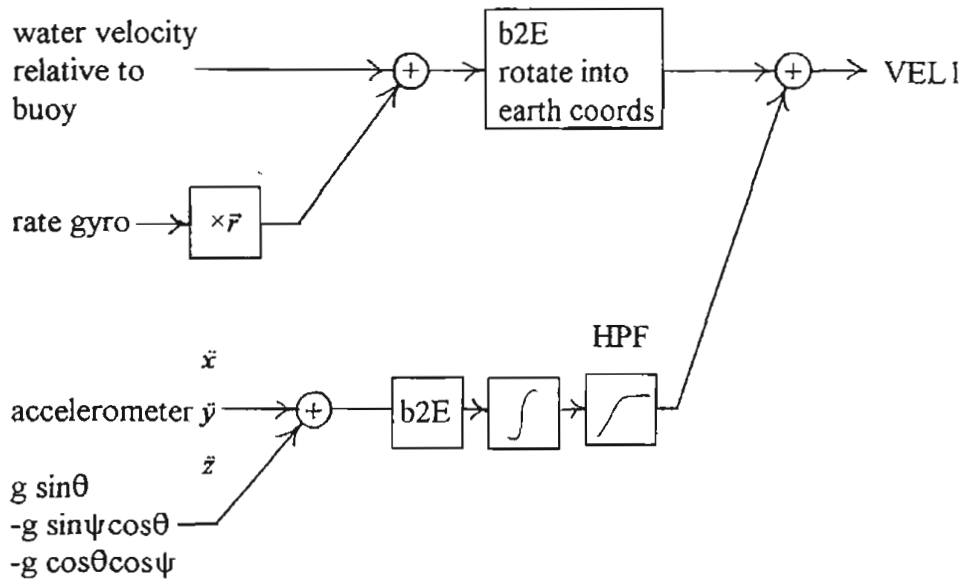 water velocity
relative to
buoy
+
b2E
rotate into
earth coords
+
VEL1
rate gyro
×r⃗
HPF
ẍ
accelerometer ÿ
z̈
+
b2E
∫
g sinθ
-g sinψcosθ
-g cosθcosψ